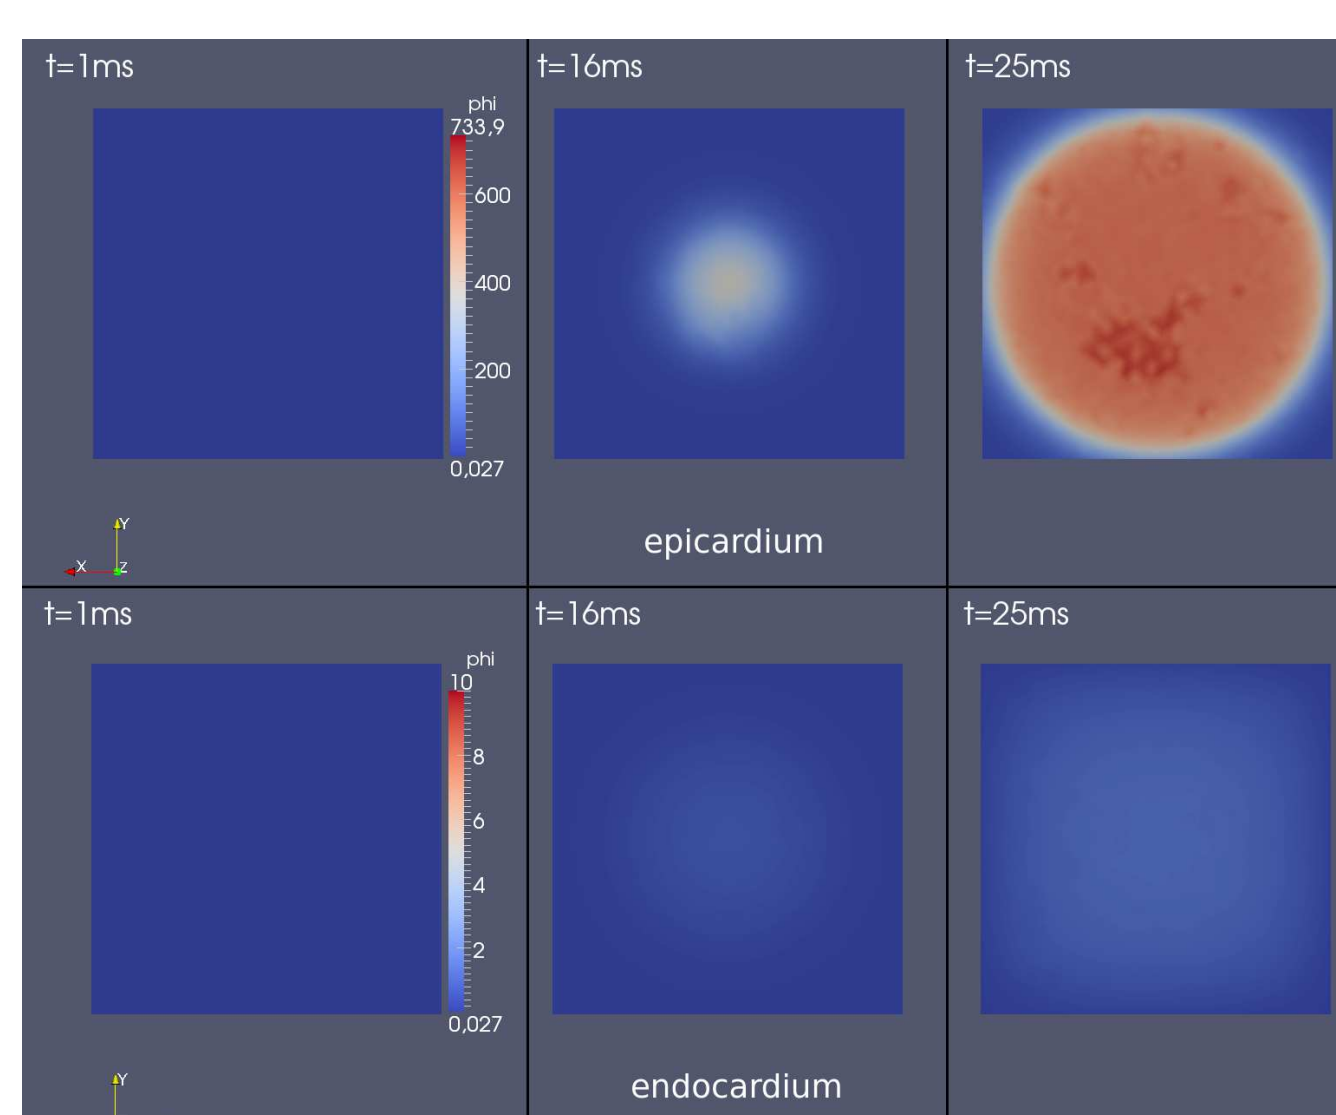 t=1ms
t=16ms
t=25ms
phi
733,9
600
400
200
0,027
Y
X
Z
epicardium
t=1ms
t=16ms
t=25ms
phi
10
8
6
4
2
0,027
Y
endocardium